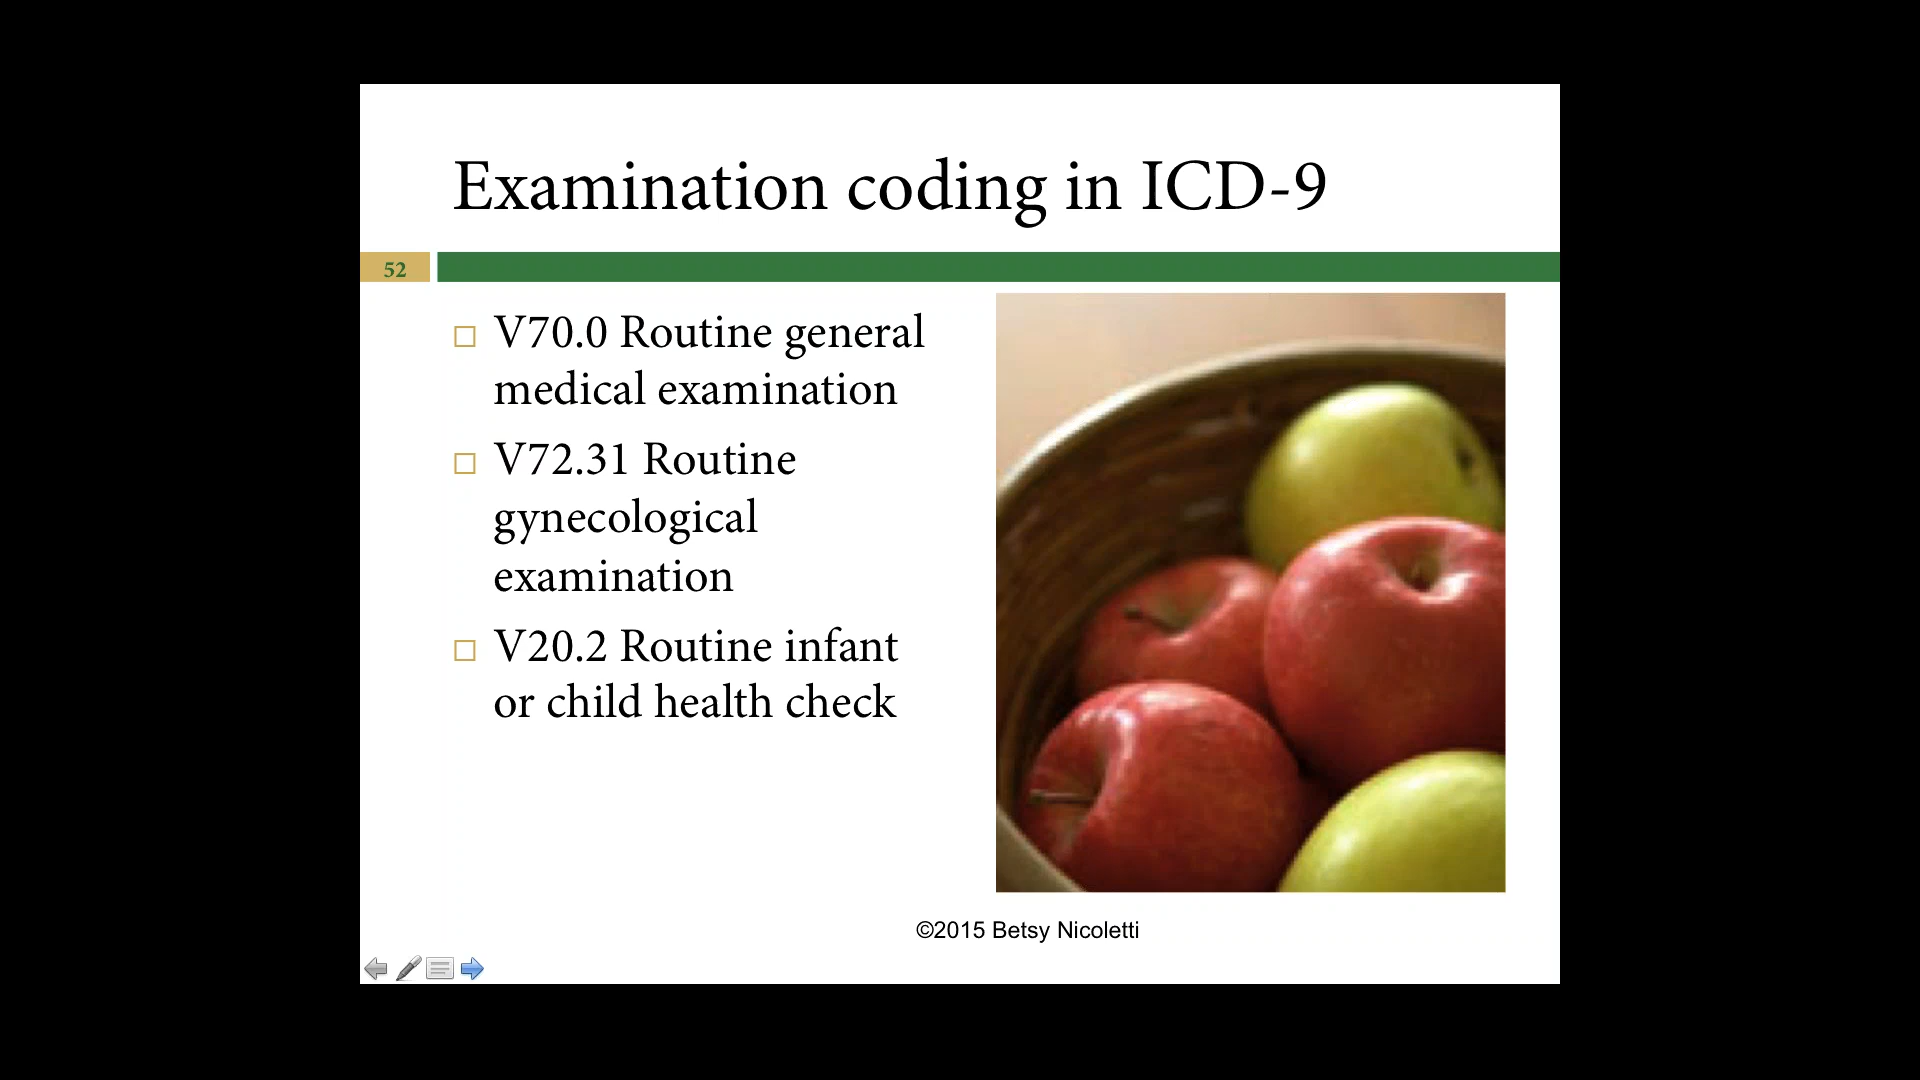 Examination coding in ICD-9
52
V70.0 Routine general
medical examination
V72.31 Routine
gynecological
examination
V20.2 Routine infant
or child health check
©2015 Betsy Nicoletti